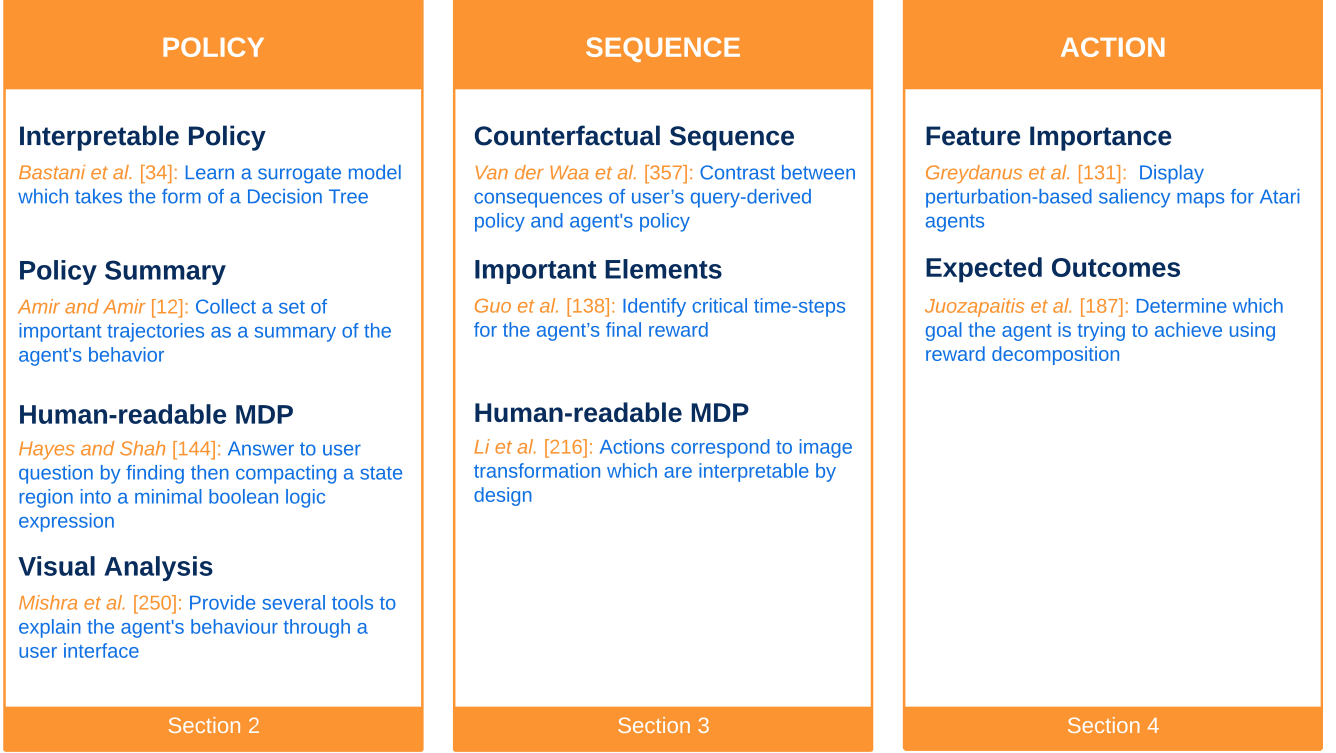 POLICY
Interpretable Policy
Bastani et al. [34]: Learn a surrogate model
which takes the form of a Decision Tree
Policy Summary
Amir and Amir [12]: Collect a set of
important trajectories as a summary of the
agent's behavior
Human-readable MDP
Hayes and Shah [144]: Answer to user
question by finding then compacting a state
region into a minimal boolean logic
expression
Visual Analysis
Mishra et al. [250]: Provide several tools to
explain the agent's behaviour through a
user interface
Section 2
SEQUENCE
Counterfactual Sequence
Van der Waa et al. [357]: Contrast between
consequences of user’s query-derived
policy and agent's policy
Important Elements
Guo et al. [138]: Identify critical time-steps
for the agent’s final reward
Human-readable MDP
Li et al. [216]: Actions correspond to image
transformation which are interpretable by
design
Section 3
ACTION
Feature Importance
Greydanus et al. [131]: Display
perturbation-based saliency maps for Atari
agents
Expected Outcomes
Juozapaitis et al. [187]: Determine which
goal the agent is trying to achieve using
reward decomposition
Section 4